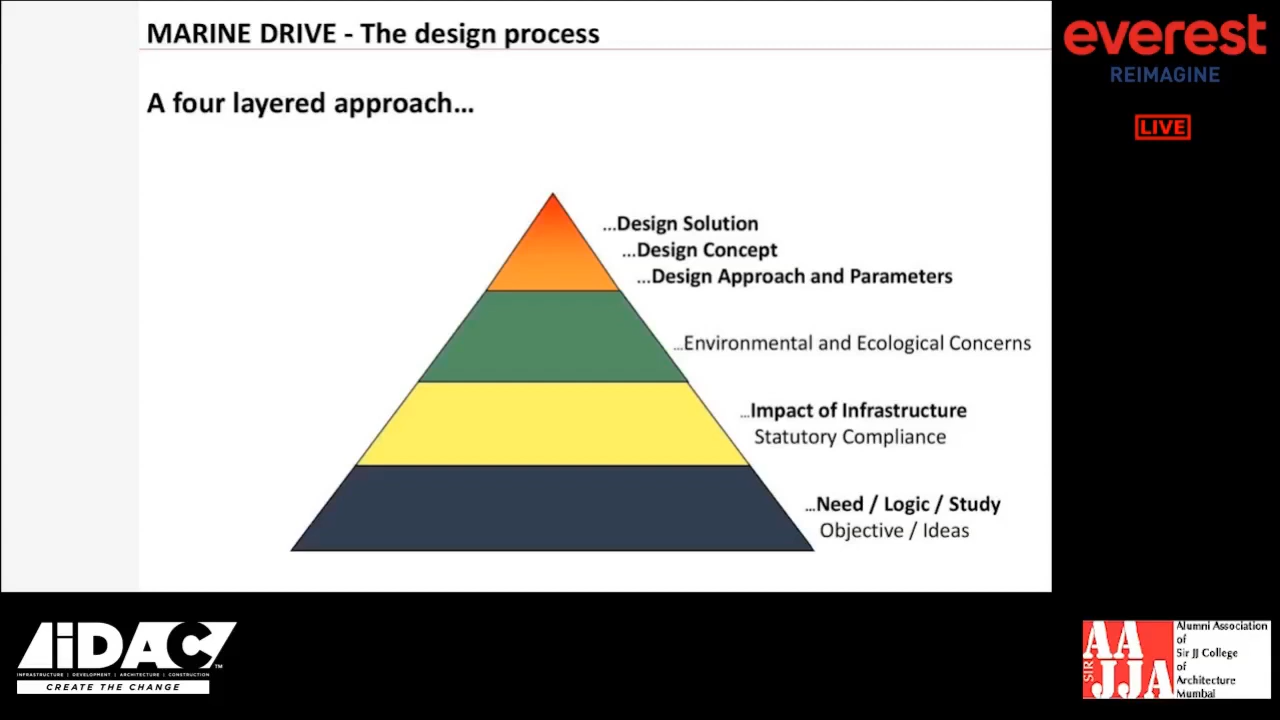 MARINE DRIVE - The design process
A four layered approach...
...Design Solution
...Design Concept
...Design Approach and Parameters
...Environmental and Ecological Concerns
...Impact of Infrastructure
Statutory Compliance
...Need / Logic / Study
Objective / Ideas
everest
REIMAGINE
LIVE
iDAC™
INFRASTRUCTURE | DEVELOPMENT | ARCHITECTURE | CONSTRUCTION
CREATE THE CHANGE
AA
SIR JJA
Alumni Association
of
Sir JJ College
of
Architecture
Mumbai